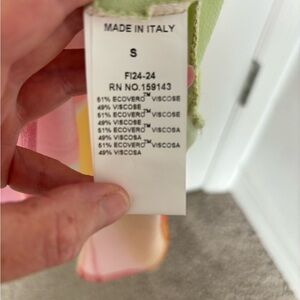 MADE IN ITALY
S
FI24-24
RN NO.159143
51% ECOVERO™ VISCOSE
49% VISCOSE
51% ECOVERO™ VISCOSE
49% VISCOSE
51% ECOVERO™ VISCOSA
49% VISCOSA
51% ECOVERO™ VISCOSA
49% VISCOSA